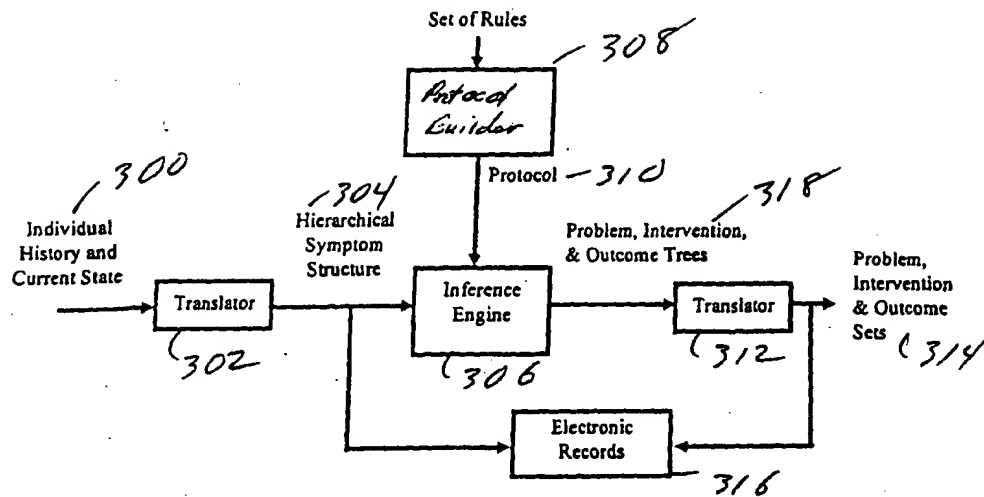 Set of Rules
308
Protocol
Builder
Protocol — 310
300
304
318
Individual
History and
Current State
Hierarchical
Symptom
Structure
Problem, Intervention,
& Outcome Trees
Problem,
Intervention
& Outcome
Sets
314
Translator
302
Inference
Engine
306
Translator
312
Electronic
Records
316